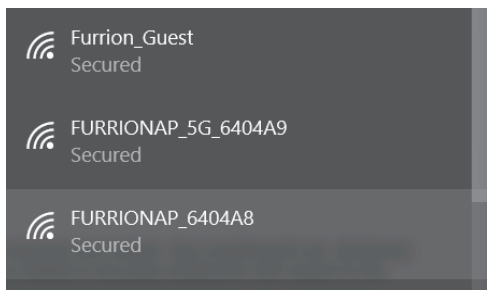 Furrion_Guest
Secured
FURRIONAP_5G_6404A9
Secured
FURRIONAP_6404A8
Secured